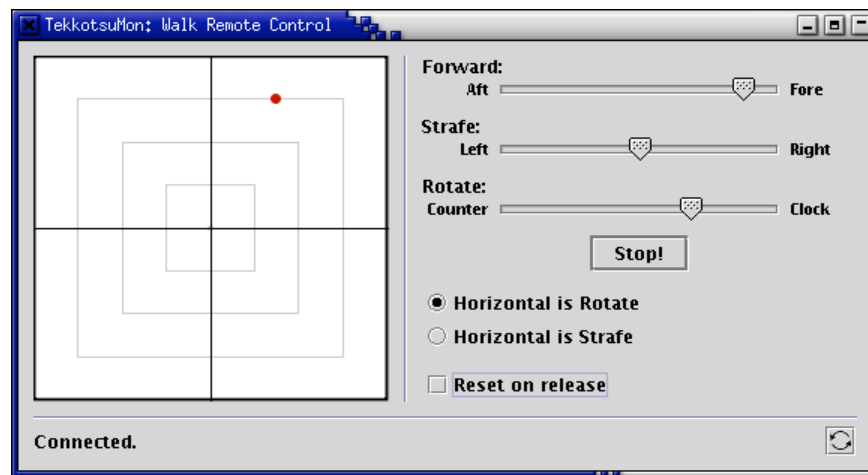 TekkotsuMon: Walk Remote Control
Forward:
Aft Fore
Strafe:
Left Right
Rotate:
Counter Clock
Stop!
Horizontal is Rotate
Horizontal is Strafe
Reset on release
Connected.